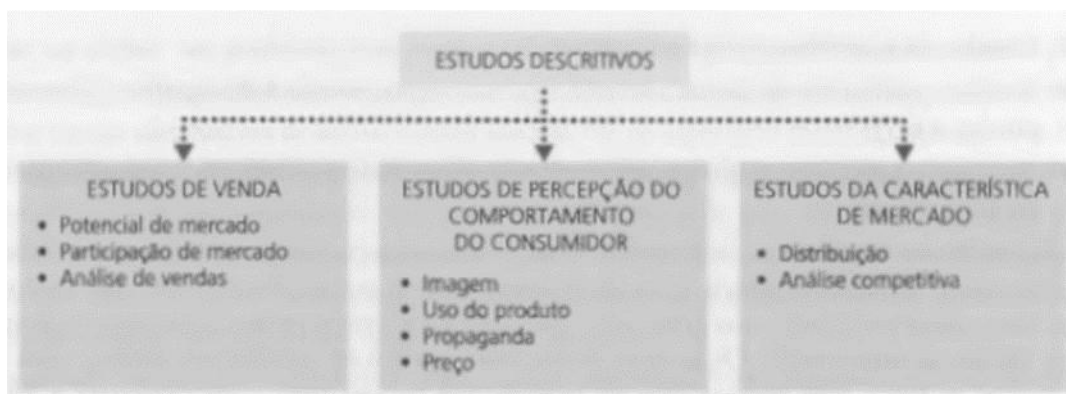 ESTUDOS DESCRITIVOS
ESTUDOS DE VENDA
• Potencial de mercado
• Participação de mercado
• Análise de vendas
ESTUDOS DE PERCEPÇÃO DO
COMPORTAMENTO
DO CONSUMIDOR
• Imagem
• Uso do produto
• Propaganda
• Preço
ESTUDOS DA CARACTERÍSTICA
DE MERCADO
• Distribuição
• Análise competitiva